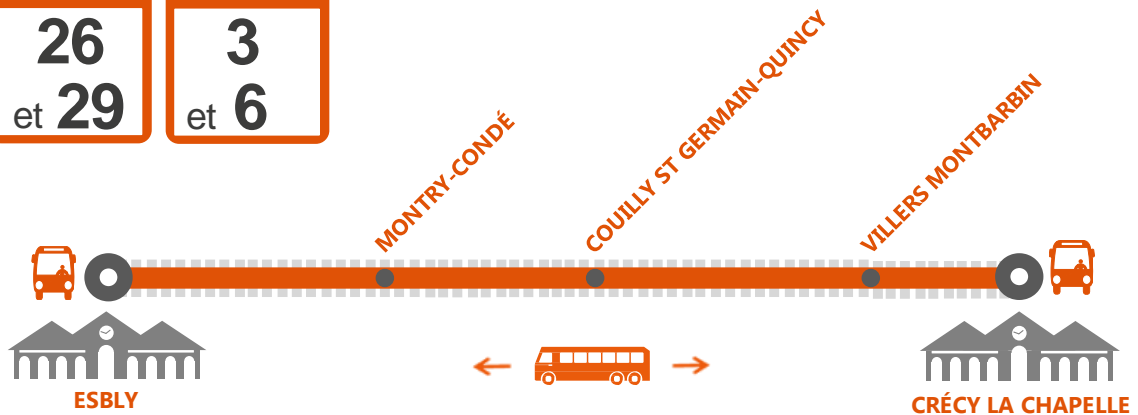 26
et 29
3
et 6
MONTRY-CONDÉ
COUILLY ST GERMAIN-QUINCY
VILLERS MONTBARBIN
ESBLY
CRÉCY LA CHAPELLE